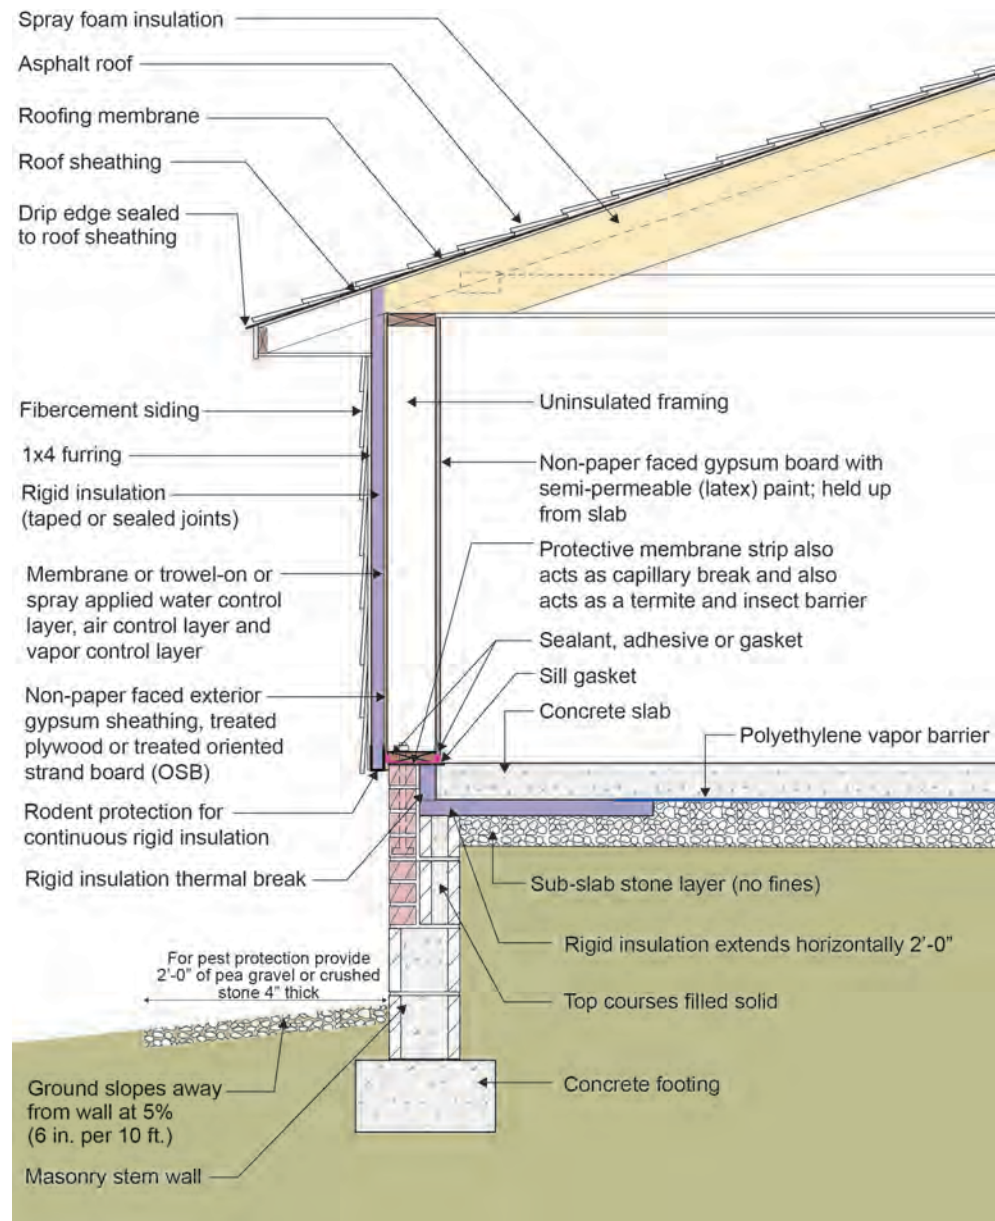 Spray foam insulation
Asphalt roof
Roofing membrane
Roof sheathing
Drip edge sealed
to roof sheathing
Fibercement siding
1x4 furring
Rigid insulation
(taped or sealed joints)
Membrane or trowel-on or
spray applied water control
layer, air control layer and
vapor control layer
Non-paper faced exterior
gypsum sheathing, treated
plywood or treated oriented
strand board (OSB)
Rodent protection for
continuous rigid insulation
Rigid insulation thermal break
For pest protection provide
2'-0" of pea gravel or crushed
stone 4" thick
Ground slopes away
from wall at 5%
(6 in. per 10 ft.)
Masonry stem wall
Uninsulated framing
Non-paper faced gypsum board with
semi-permeable (latex) paint; held up
from slab
Protective membrane strip also
acts as capillary break and also
acts as a termite and insect barrier
Sealant, adhesive or gasket
Sill gasket
Concrete slab
Polyethylene vapor barrier
Sub-slab stone layer (no fines)
Rigid insulation extends horizontally 2'-0"
Top courses filled solid
Concrete footing